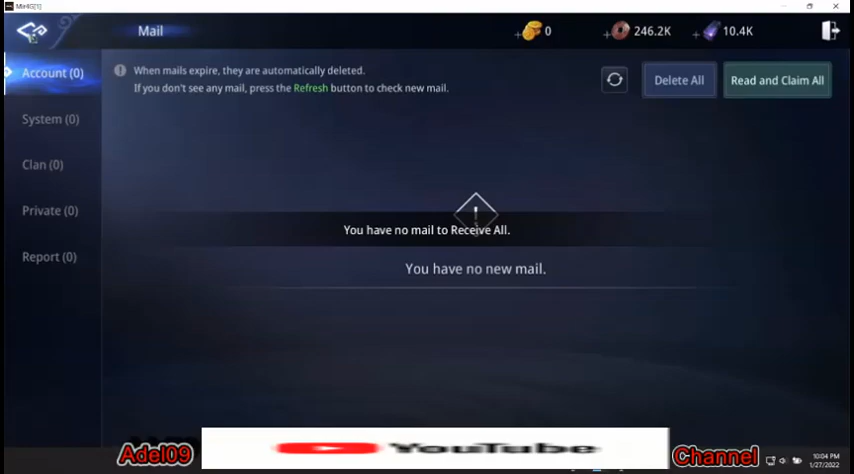 Mir4G[1]
Mail
0
246.2K
10.4K
Account (0)
When mails expire, they are automatically deleted.
If you don't see any mail, press the Refresh button to check new mail.
Delete All
Read and Claim All
System (0)
Clan (0)
Private (0)
Report (0)
You have no mail to Receive All.
You have no new mail.
Adel09
YouTube
Channel
10:04 PM
1/27/2022